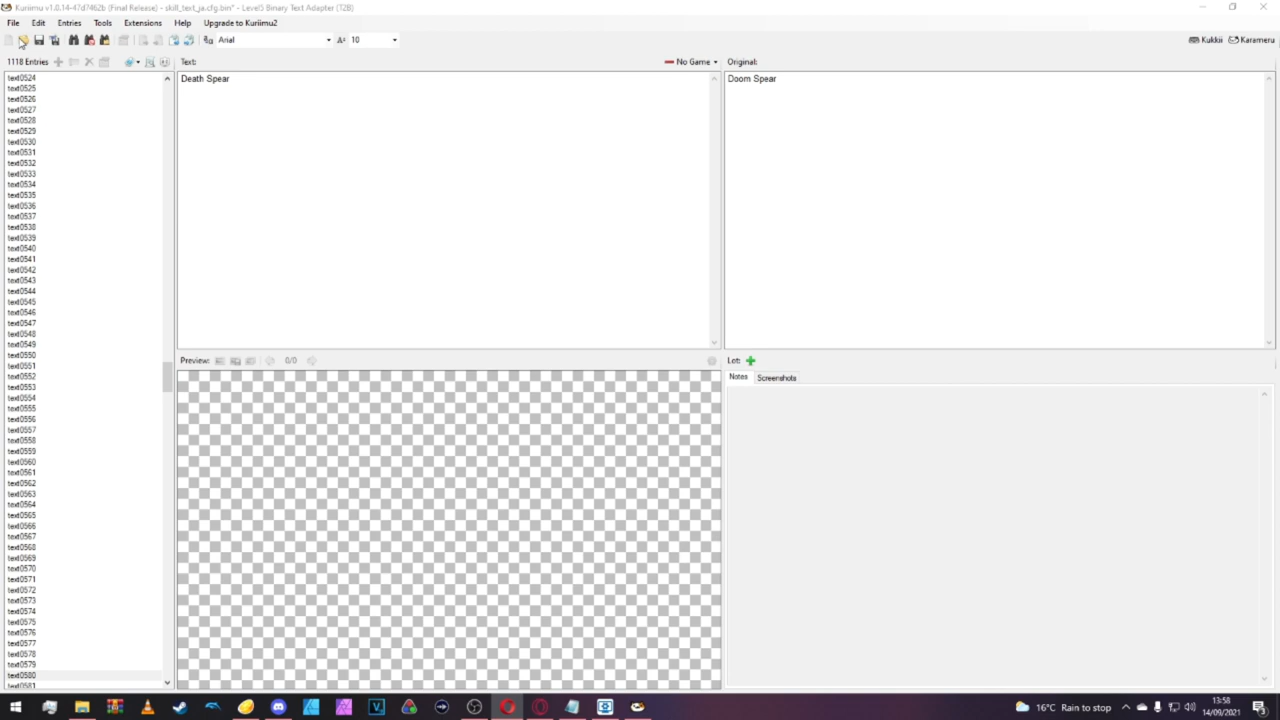 Kuriimu v1.0.14-47d7462b (Final Release) - skill_text_ja.cfg.bin* - Level5 Binary Text Adapter (T2B)
File Edit Entries Tools Extensions Help Upgrade to Kuriimu2
Arial 10 Kukkii Karameru
1118 Entries Text: No Game Original:
Death Spear Doom Spear
text0524
text0525
text0526
text0527
text0528
text0529
text0530
text0531
text0532
text0533
text0534
text0535
text0536
text0537
text0538
text0539
text0540
text0541
text0542
text0543
text0544
text0545
text0546
text0547
text0548
text0549
text0550
text0551
text0552
text0553
text0554
text0555
text0556
text0557
text0558
text0559
text0560
text0561
text0562
text0563
text0564
text0565
text0566
text0567
text0568
text0569
text0570
text0571
text0572
text0573
text0574
text0575
text0576
text0577
text0578
text0579
text0580
text0581
Preview: 0/0 Lot:
Notes Screenshots
16°C Rain to stop 13:58
14/09/2021 3